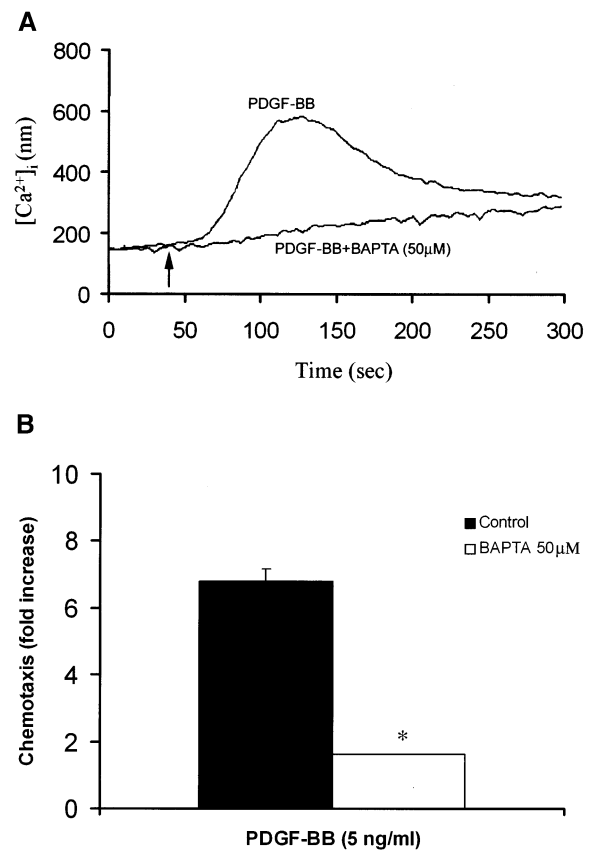 A
800
600
400
200
0
[Ca2+]i (nm)
PDGF-BB
PDGF-BB+BAPTA (50μM)
0 50 100 150 200 250 300
Time (sec)
B
10
8
6
4
2
0
Chemotaxis (fold increase)
Control
BAPTA 50μM
*
PDGF-BB (5 ng/ml)